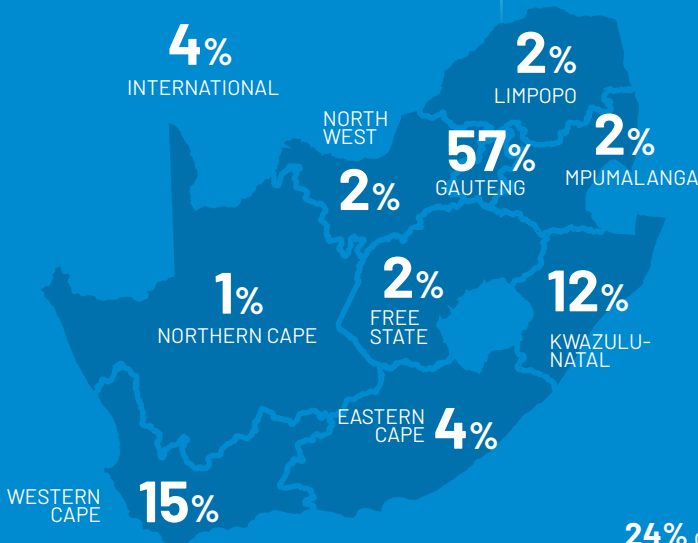 4%
INTERNATIONAL
2%
LIMPOPO
NORTH
WEST
2%
57%
GAUTENG
2%
MPUMALANGA
1%
NORTHERN CAPE
2%
FREE
STATE
12%
KWAZULU-
NATAL
EASTERN
CAPE
4%
WESTERN
CAPE
15%
24%